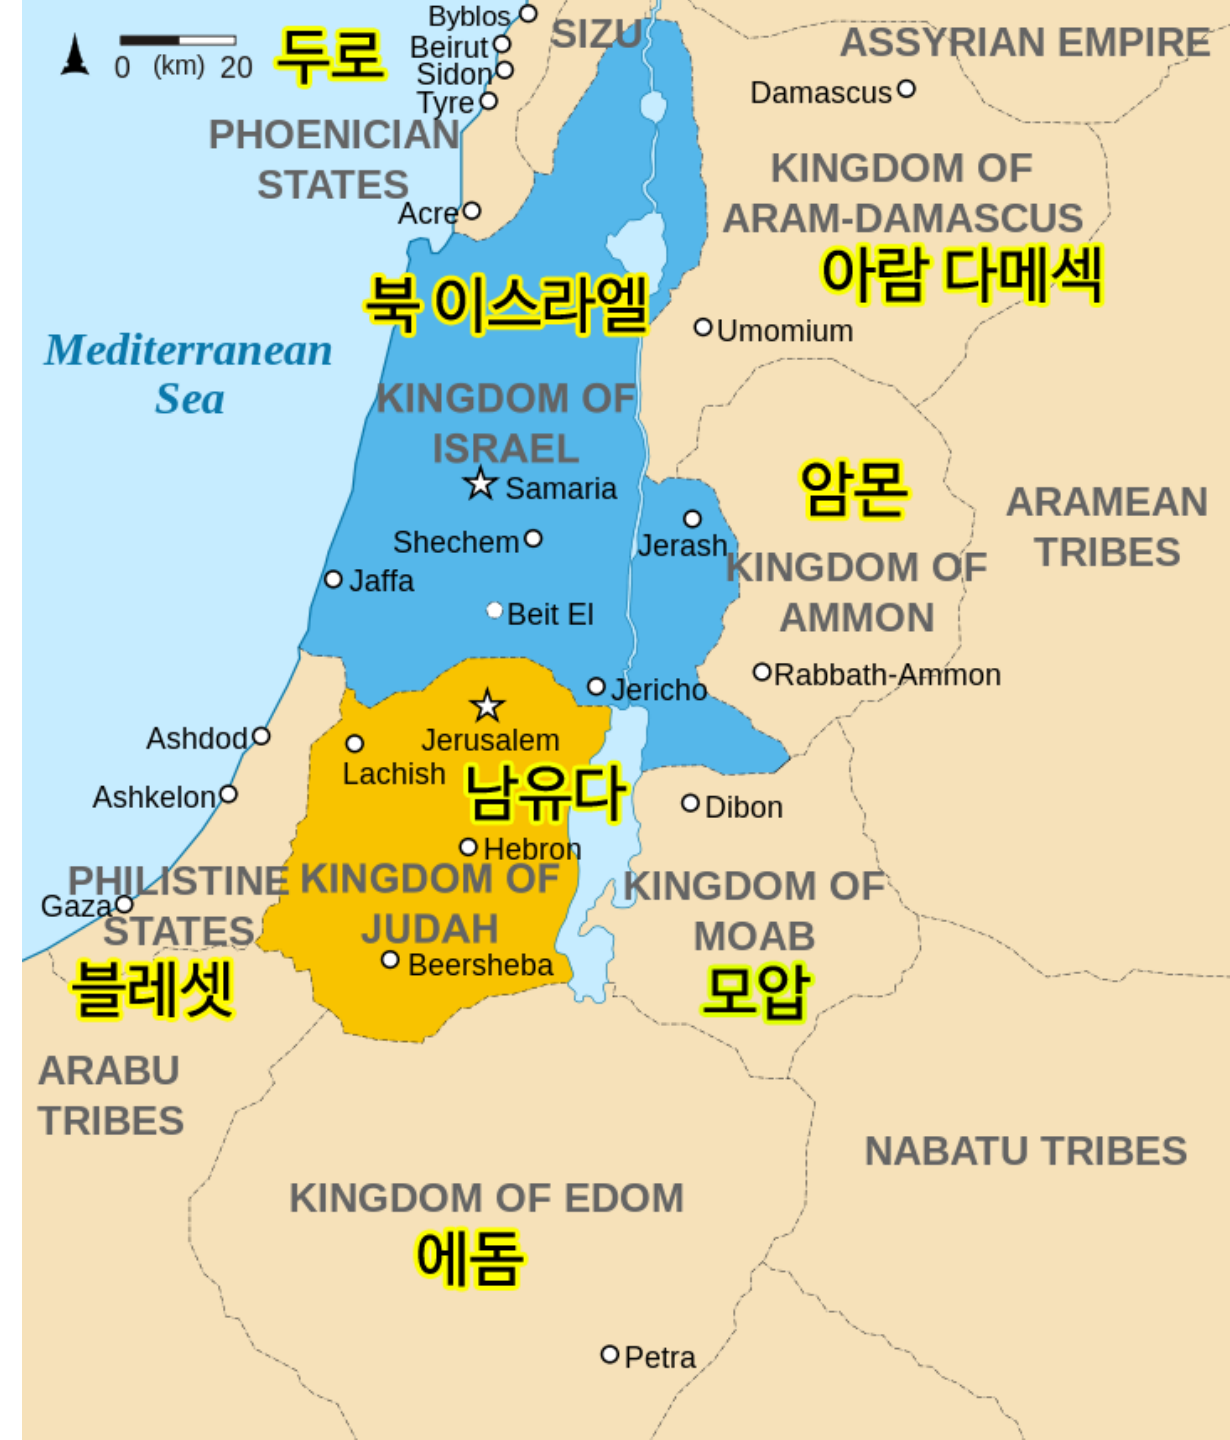 Byblos
SIZU
Beirut
ASSYRIAN EMPIRE
0 (km) 20
두로
Sidon
Damascus
Tyre
PHOENICIAN
STATES
KINGDOM OF
ARAM-DAMASCUS
Acre
아람 다메섹
북 이스라엘
Umomium
Mediterranean
Sea
KINGDOM OF
ISRAEL
암몬
Samaria
ARAMEAN
TRIBES
Shechem
Jerash
KINGDOM OF
AMMON
Jaffa
Beit El
Rabbath-Ammon
Jericho
Ashdod
Jerusalem
Lachish
남유다
Ashkelon
Dibon
Hebron
PHILISTINE
STATES
KINGDOM OF
JUDAH
KINGDOM OF
MOAB
Gaza
Beersheba
블레셋
모압
ARABU
TRIBES
NABATU TRIBES
KINGDOM OF EDOM
에돔
Petra